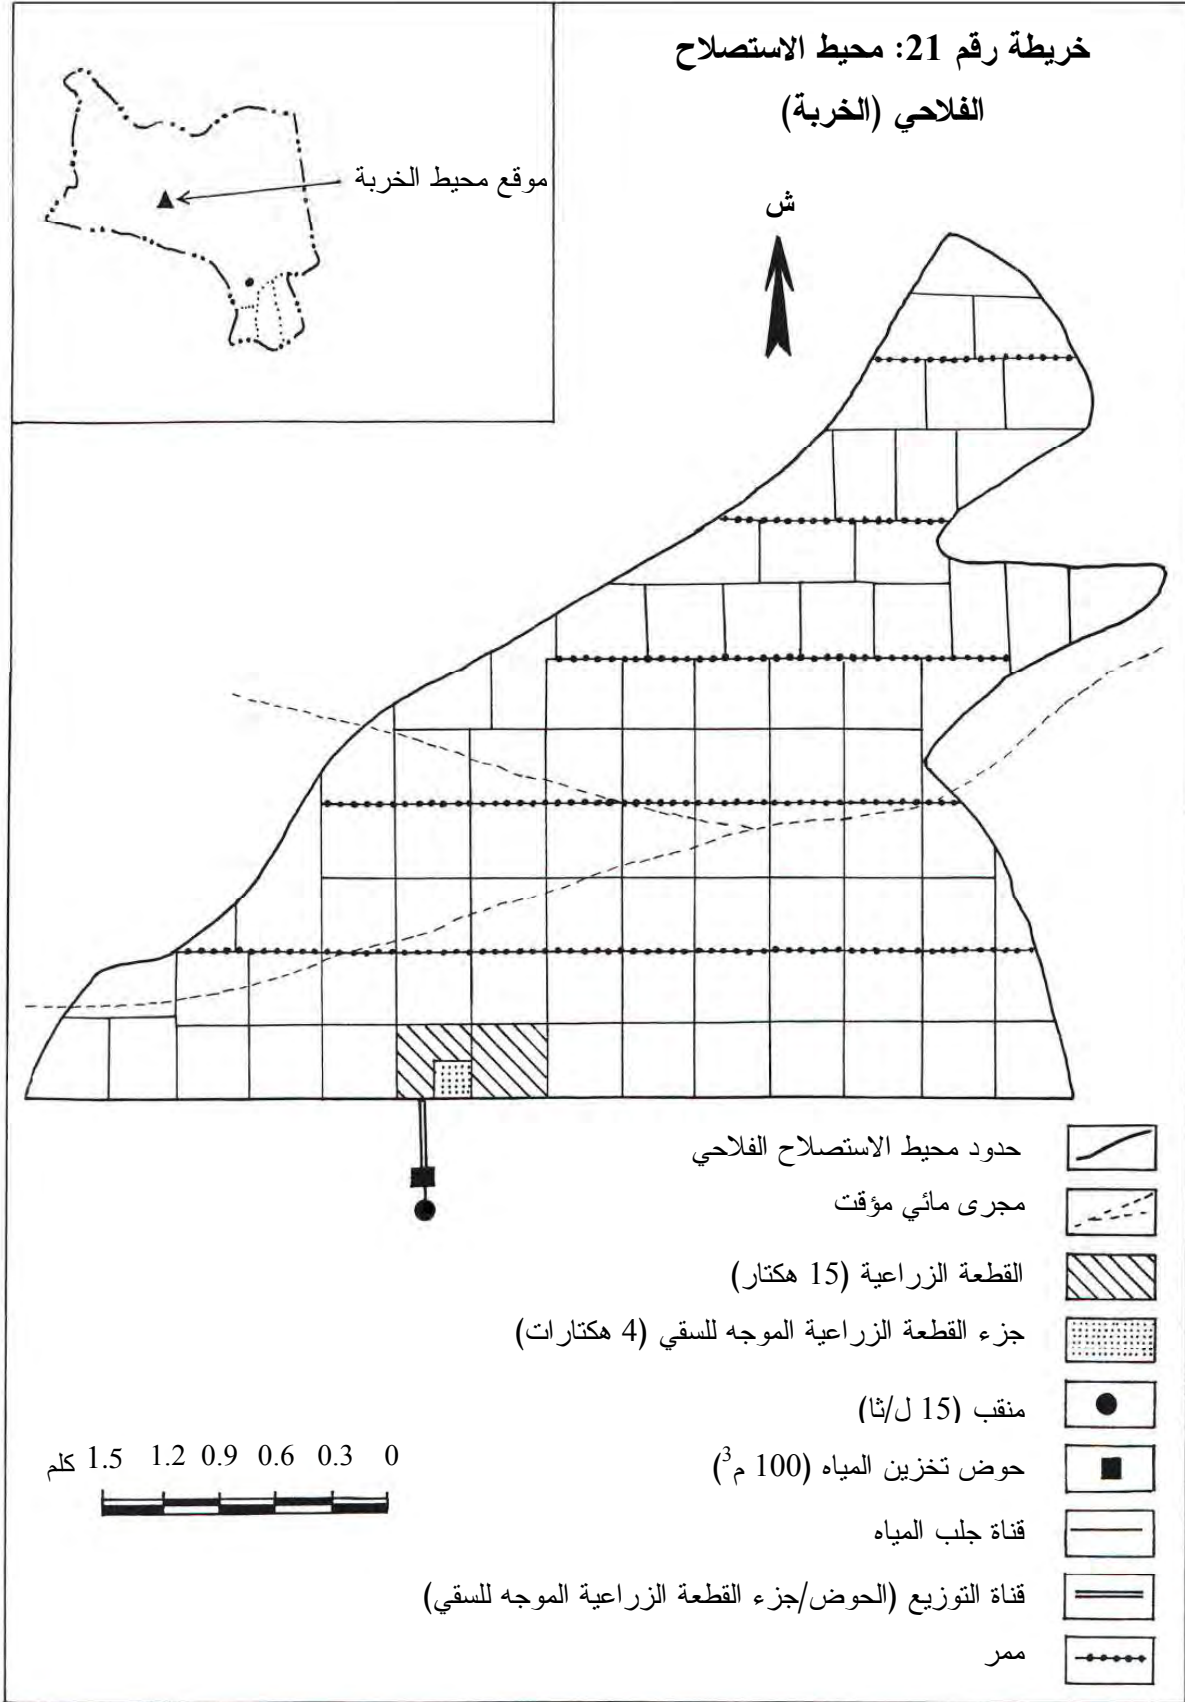 خريطة رقم 21: محيط الاستصلاح
الفلاحي (الخربة)
موقع محيط الخربة
ش
حدود محيط الاستصلاح الفلاحي
مجرى مائي مؤقت
القطعة الزراعية (15 هكتار)
جزء القطعة الزراعية الموجه للسقي (4 هكتارات)
منقب (15 ل/ثا)
حوض تخزين المياه (100 م³)
قناة جلب المياه
قناة التوزيع (الحوض/جزء القطعة الزراعية الموجه للسقي)
ممر
0 0.3 0.6 0.9 1.2 1.5 كلم